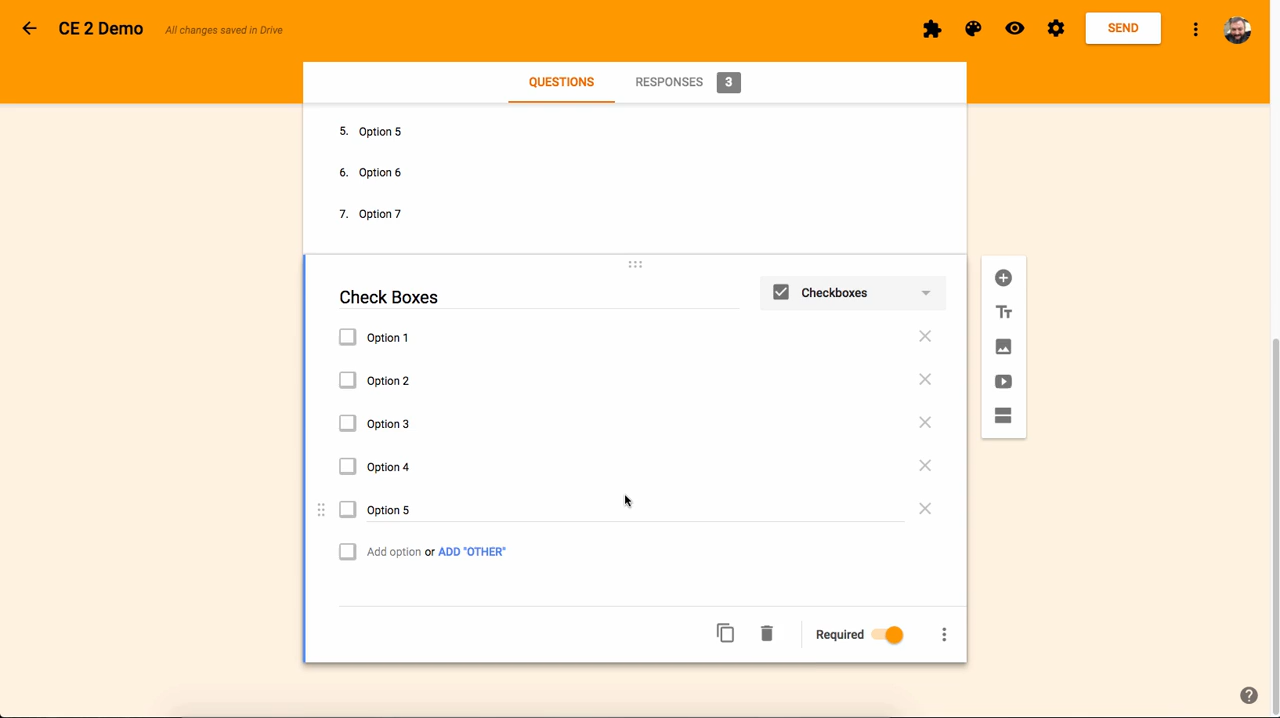 CE 2 Demo All changes saved in Drive SEND
QUESTIONS RESPONSES 3
5. Option 5
6. Option 6
7. Option 7
Check Boxes Checkboxes
Option 1
Option 2
Option 3
Option 4
Option 5
Add option or ADD "OTHER"
Required